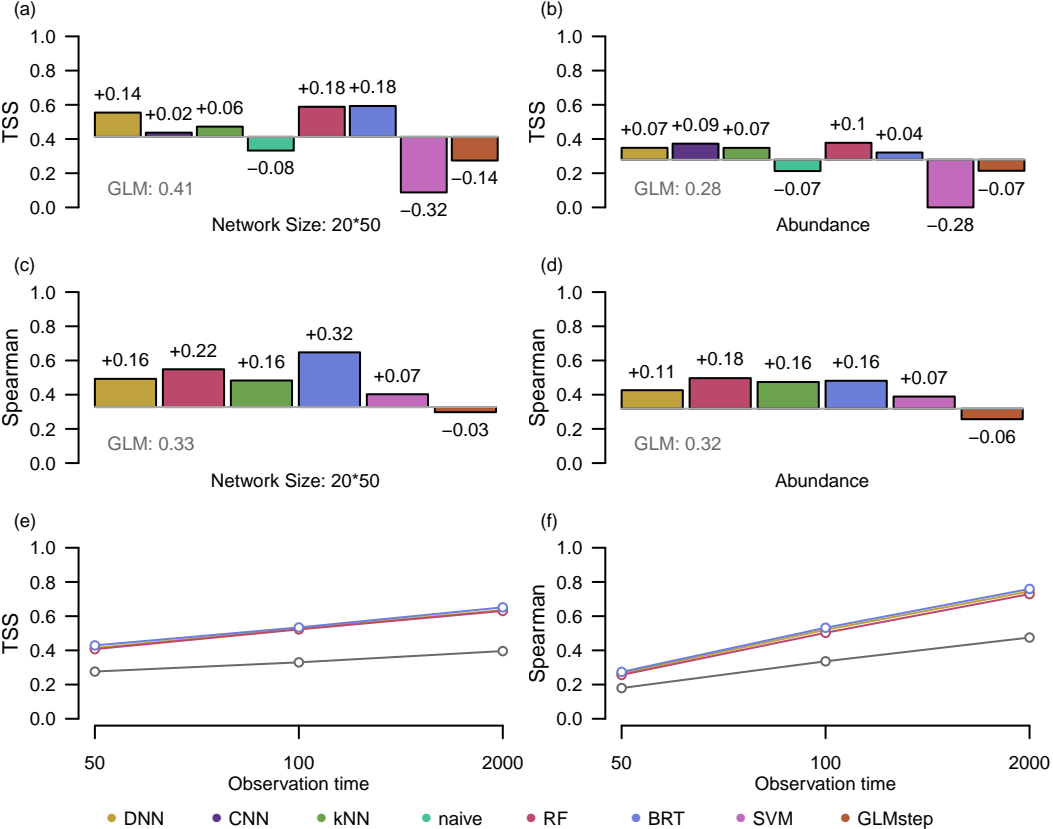 (a)
TSS
1.0
0.8
0.6
0.4
0.2
0.0
+0.14
+0.02
+0.06
−0.08
+0.18
+0.18
−0.32
−0.14
GLM: 0.41
Network Size: 20*50
(b)
TSS
1.0
0.8
0.6
0.4
0.2
0.0
+0.07
+0.09
+0.07
−0.07
+0.1
+0.04
−0.28
−0.07
GLM: 0.28
Abundance
(c)
Spearman
1.0
0.8
0.6
0.4
0.2
0.0
+0.16
+0.22
+0.16
+0.32
+0.07
−0.03
GLM: 0.33
Network Size: 20*50
(d)
Spearman
1.0
0.8
0.6
0.4
0.2
0.0
+0.11
+0.18
+0.16
+0.16
+0.07
−0.06
GLM: 0.32
Abundance
(e)
TSS
1.0
0.8
0.6
0.4
0.2
0.0
50 100 2000
Observation time
(f)
Spearman
1.0
0.8
0.6
0.4
0.2
0.0
50 100 2000
Observation time
DNN CNN kNN naive RF BRT SVM GLMstep